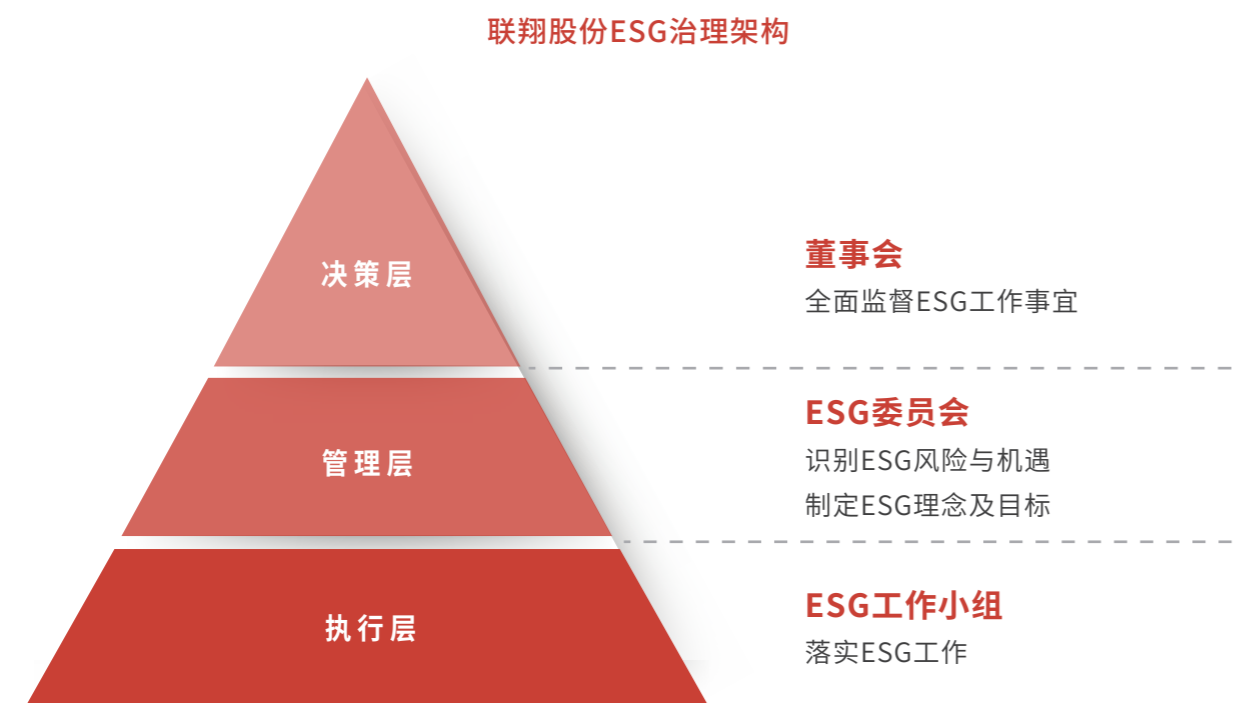 联翔股份ESG治理架构
决策层
董事会
全面监督ESG工作事宜
管理层
ESG委员会
识别ESG风险与机遇
制定ESG理念及目标
执行层
ESG工作小组
落实ESG工作